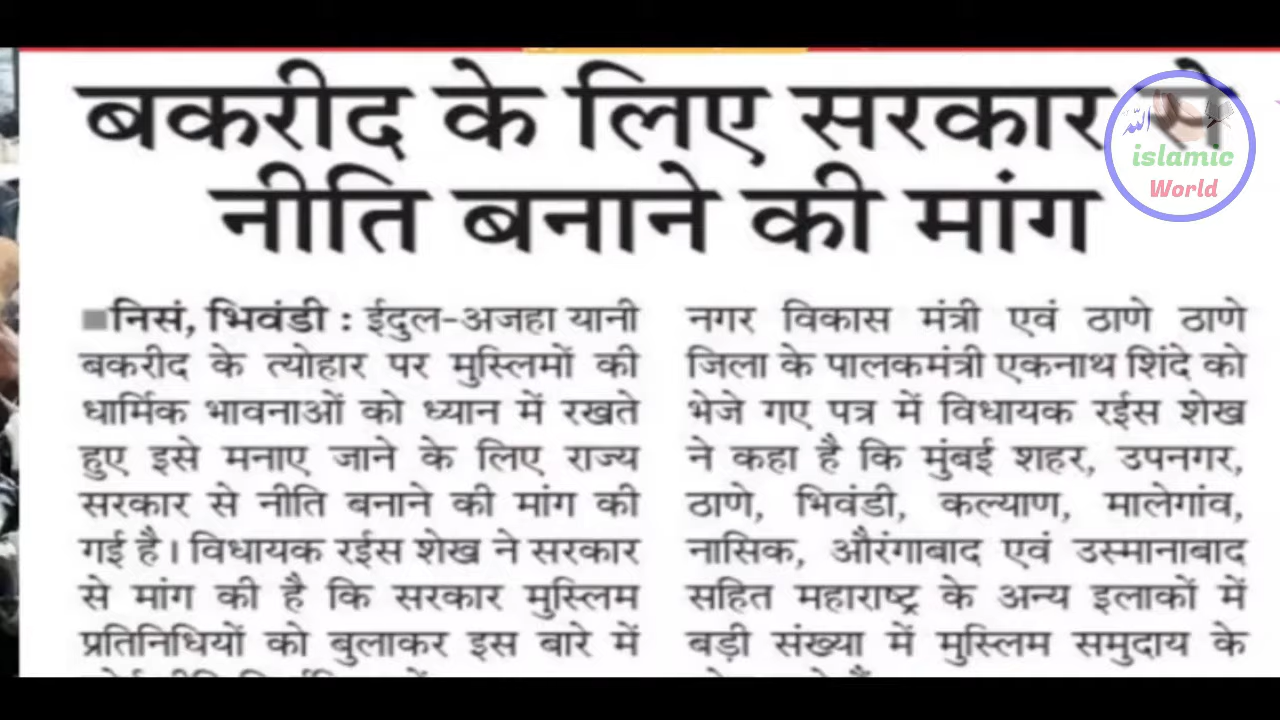 बकरीद के लिए सरकार से
नीति बनाने की मांग
الله
islamic
World
■निसं, भिवंडी : ईदुल-अजहा यानी
बकरीद के त्योहार पर मुस्लिमों की
धार्मिक भावनाओं को ध्यान में रखते
हुए इसे मनाए जाने के लिए राज्य
सरकार से नीति बनाने की मांग की
गई है। विधायक रईस शेख ने सरकार
से मांग की है कि सरकार मुस्लिम
प्रतिनिधियों को बुलाकर इस बारे में
नगर विकास मंत्री एवं ठाणे ठाणे
जिला के पालकमंत्री एकनाथ शिंदे को
भेजे गए पत्र में विधायक रईस शेख
ने कहा है कि मुंबई शहर, उपनगर,
ठाणे, भिवंडी, कल्याण, मालेगांव,
नासिक, औरंगाबाद एवं उस्मानाबाद
सहित महाराष्ट्र के अन्य इलाकों में
बड़ी संख्या में मुस्लिम समुदाय के